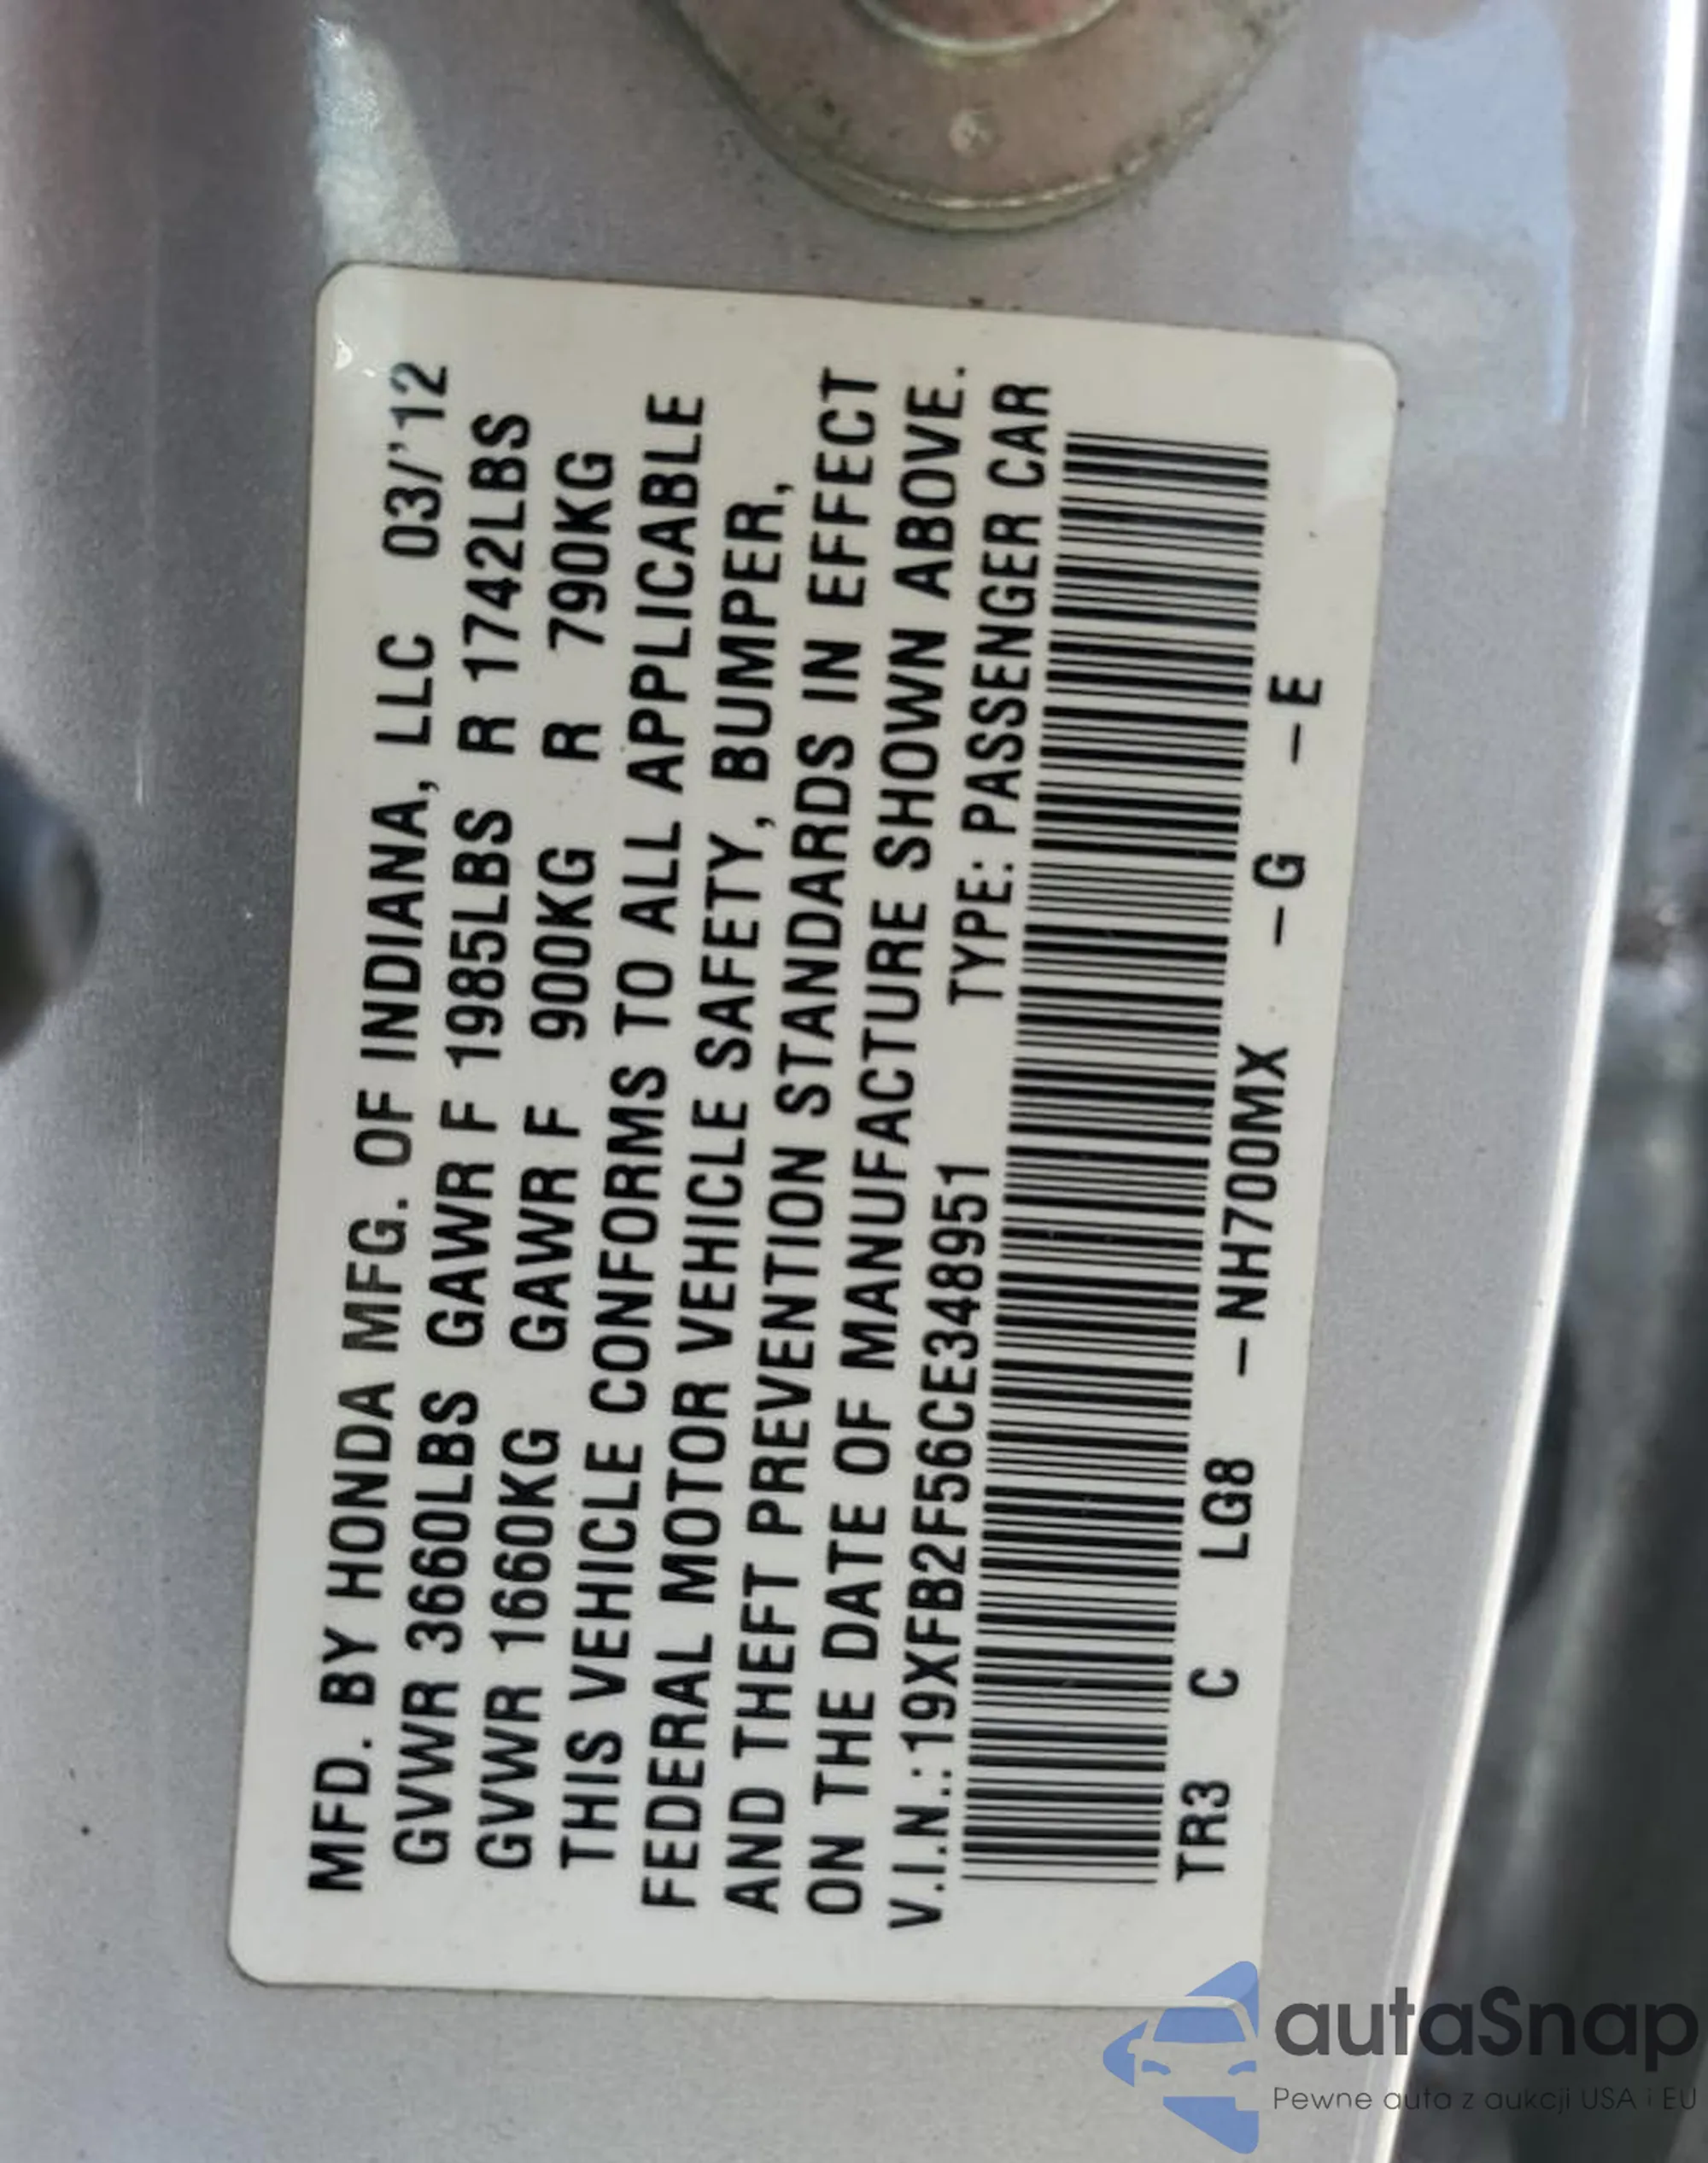 MFD. BY HONDA MFG. OF INDIANA, LLC 03/'12
GVWR 3660LBS GAWR F 1985LBS R 1742LBS
GVWR 1660KG GAWR F 900KG R 790KG
THIS VEHICLE CONFORMS TO ALL APPLICABLE
FEDERAL MOTOR VEHICLE SAFETY, BUMPER,
AND THEFT PREVENTION STANDARDS IN EFFECT
ON THE DATE OF MANUFACTURE SHOWN ABOVE.
V.I.N.:19XFB2F56CE348951 TYPE: PASSENGER CAR
TR3 C LG8 -NH700MX -G -E
autaSnap
Pewne auta z aukcji USA i EU